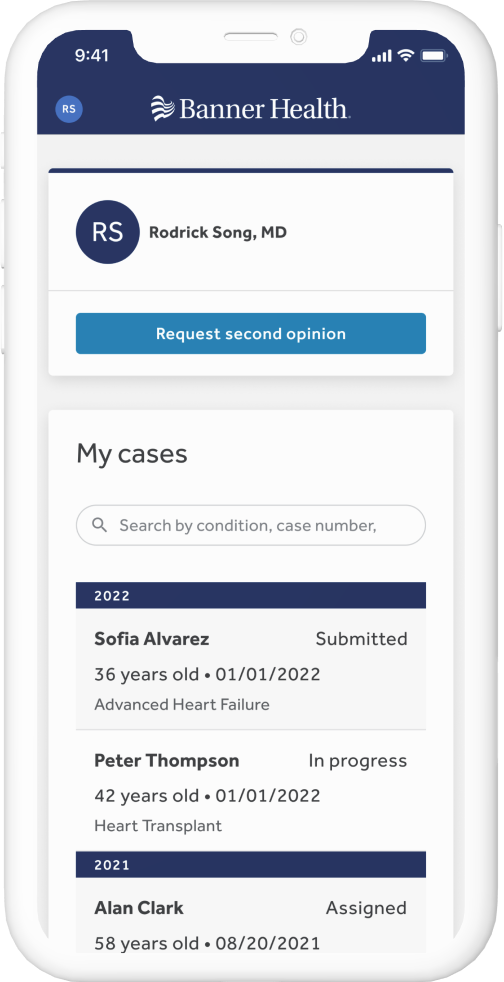 9:41
RS
Banner Health
RS
Rodrick Song, MD
Request second opinion
My cases
Search by condition, case number,
2022
Sofia Alvarez Submitted
36 years old • 01/01/2022
Advanced Heart Failure
Peter Thompson In progress
42 years old • 01/01/2022
Heart Transplant
2021
Alan Clark Assigned
58 years old • 08/20/2021